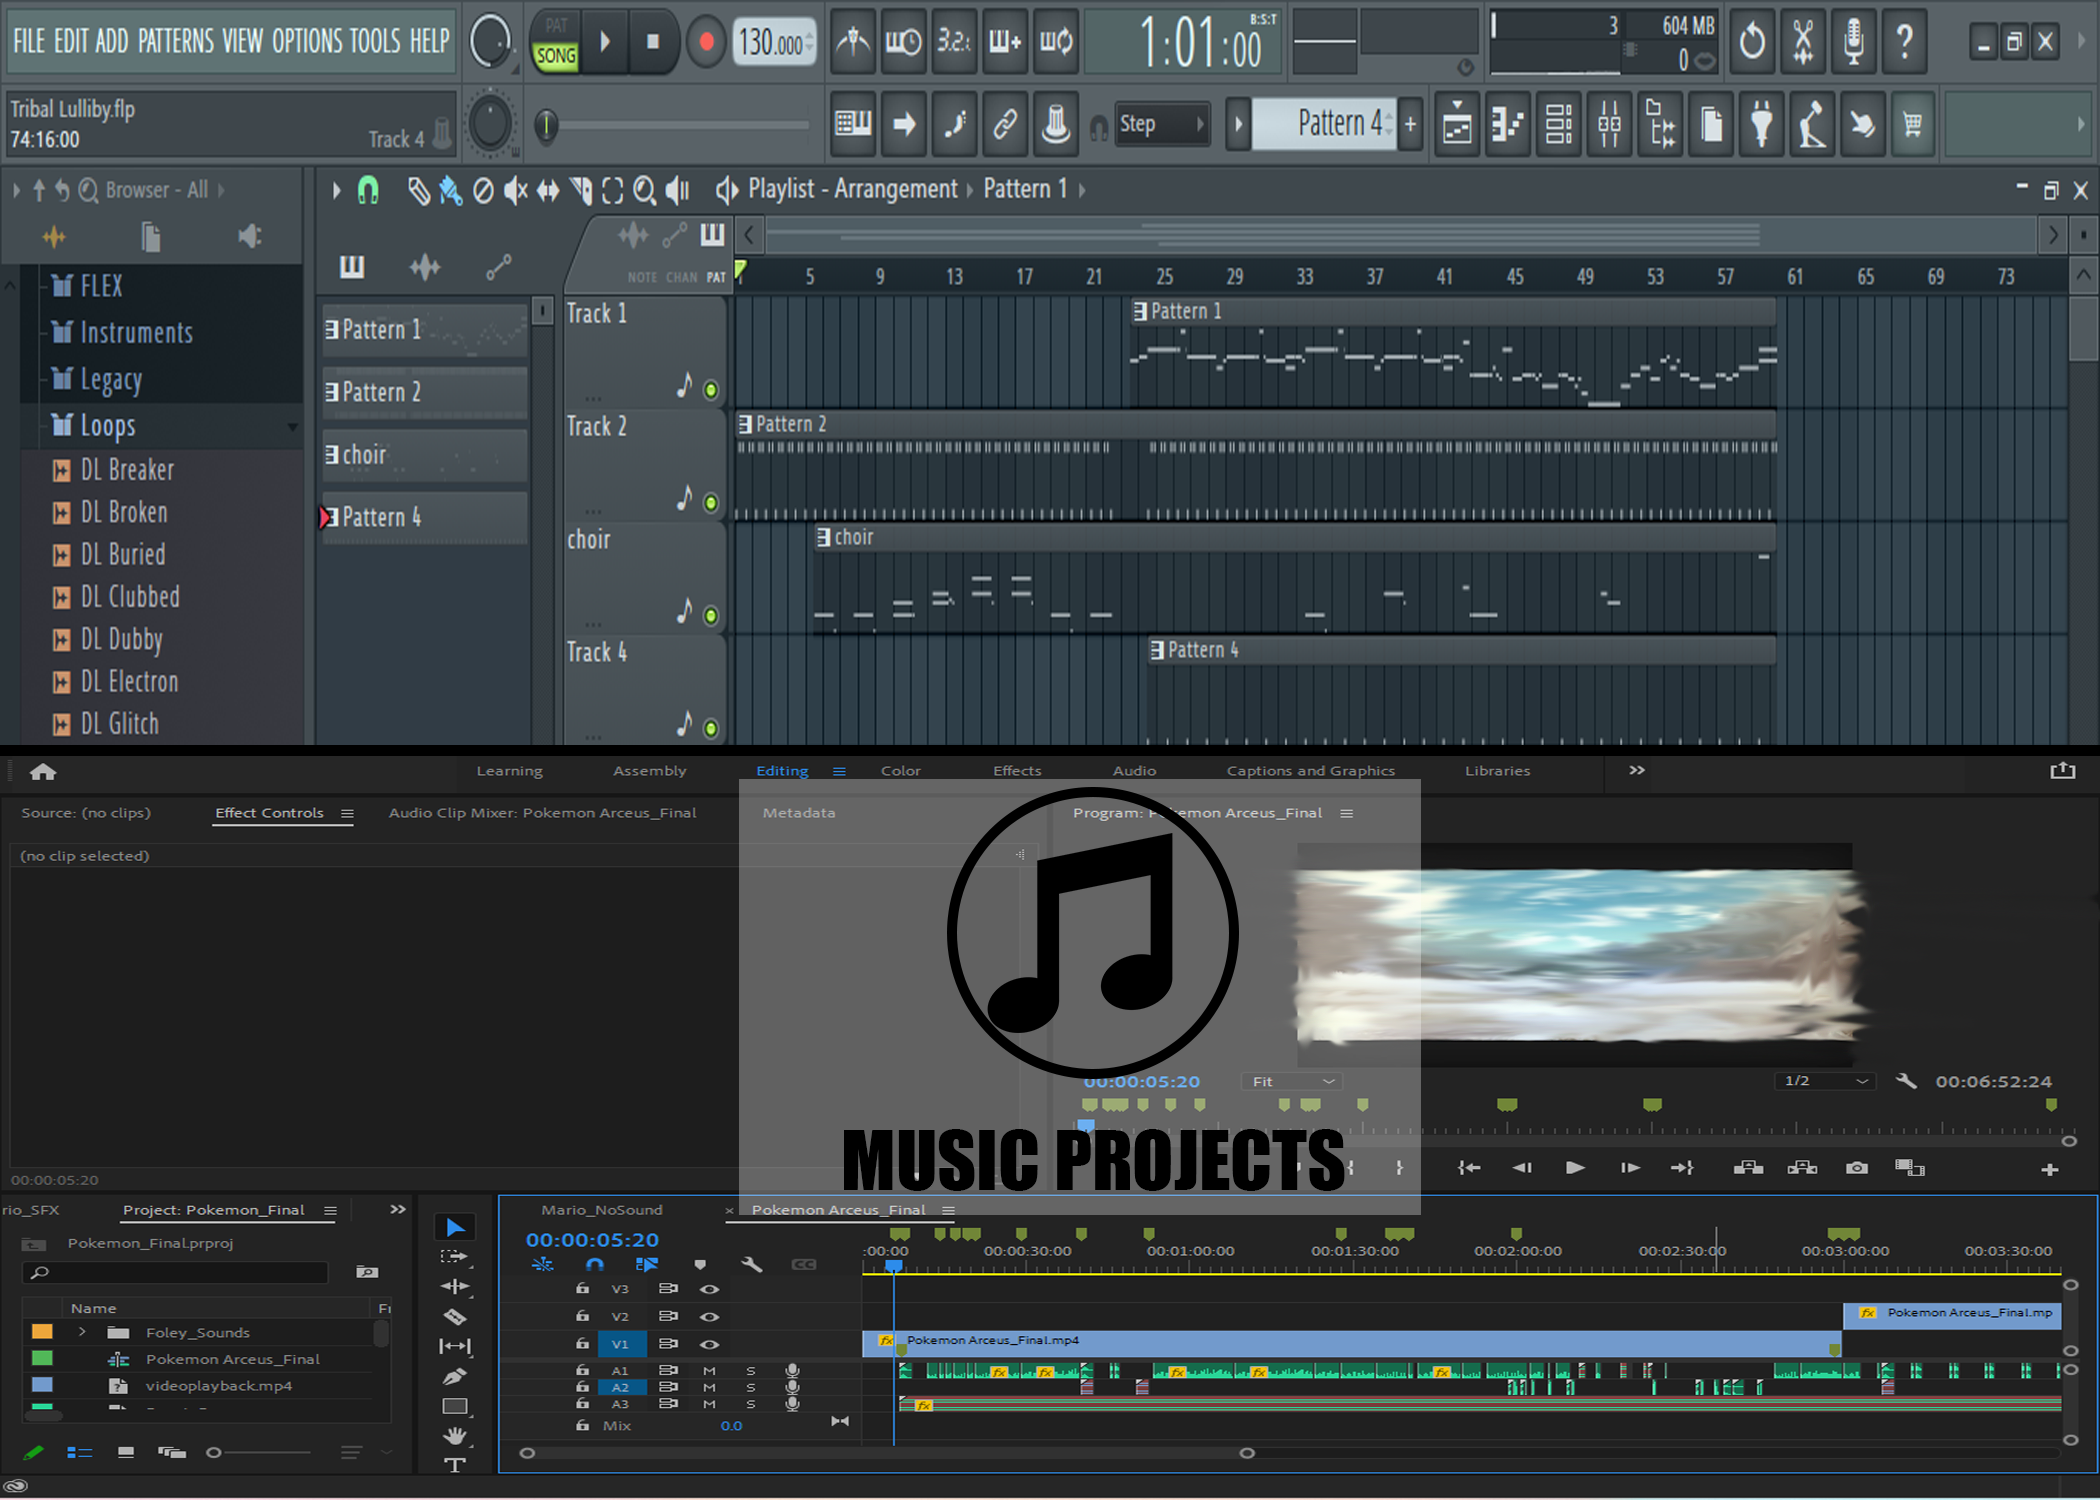 FILE EDIT ADD PATTERNS VIEW OPTIONS TOOLS HELP
PAT
SONG
130.000
3.2.
1:01:00
B:S:T
3
604 MB
0
Tribal Lulliby.flp
74:16:00
Track 4
Step
Pattern 4
Browser - All
Playlist - Arrangement
Pattern 1
NOTE CHAN PAT
1 5 9 13 17 21 25 29 33 37 41 45 49 53 57 61 65 69 73
FLEX
Instruments
Legacy
Loops
DL Breaker
DL Broken
DL Buried
DL Clubbed
DL Dubby
DL Electron
DL Glitch
Pattern 1
Pattern 2
choir
Pattern 4
Track 1
Pattern 1
Track 2
Pattern 2
choir
choir
Track 4
Pattern 4
Learning Assembly Editing Color Effects Audio Captions and Graphics Libraries
Source: (no clips) Effect Controls Audio Clip Mixer: Pokemon Arceus_Final Metadata
Program: Pokemon Arceus_Final
(no clip selected)
00:00:05:20
Fit
1/2
00:06:52:24
MUSIC PROJECTS
00:00:05:20
rio_SFX Project: Pokemon_Final
Pokemon_Final.prproj
Name
Foley_Sounds
Pokemon Arceus_Final
videoplayback.mp4
Mario_NoSound × Pokemon Arceus_Final
00:00:05:20
:00:00 00:00:30:00 00:01:00:00 00:01:30:00 00:02:00:00 00:02:30:00 00:03:00:00 00:03:30:00
V3
V2
fx Pokemon Arceus_Final.mp
V1
fx Pokemon Arceus_Final.mp4
A1 M S
A2 M S
A3 M S
fx
Mix 0.0